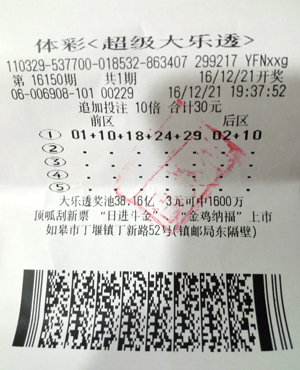 体彩<超级大乐透>
110329-537700-018532-863407 299217 YFNxxg
第 16150期 共1期 16/12/21开奖
06-006908-101 00229 16/12/21 19:37:52
追加投注 10倍 合计30元
前区 后区
① 01+10+18+24+29 02+10
②
③
④
⑤
大乐透奖池38.16亿 3元可中1600万
顶呱刮新票 “日进斗金” “金鸡纳福”上市
如皋市丁堰镇丁新路52号(镇邮局东隔壁)